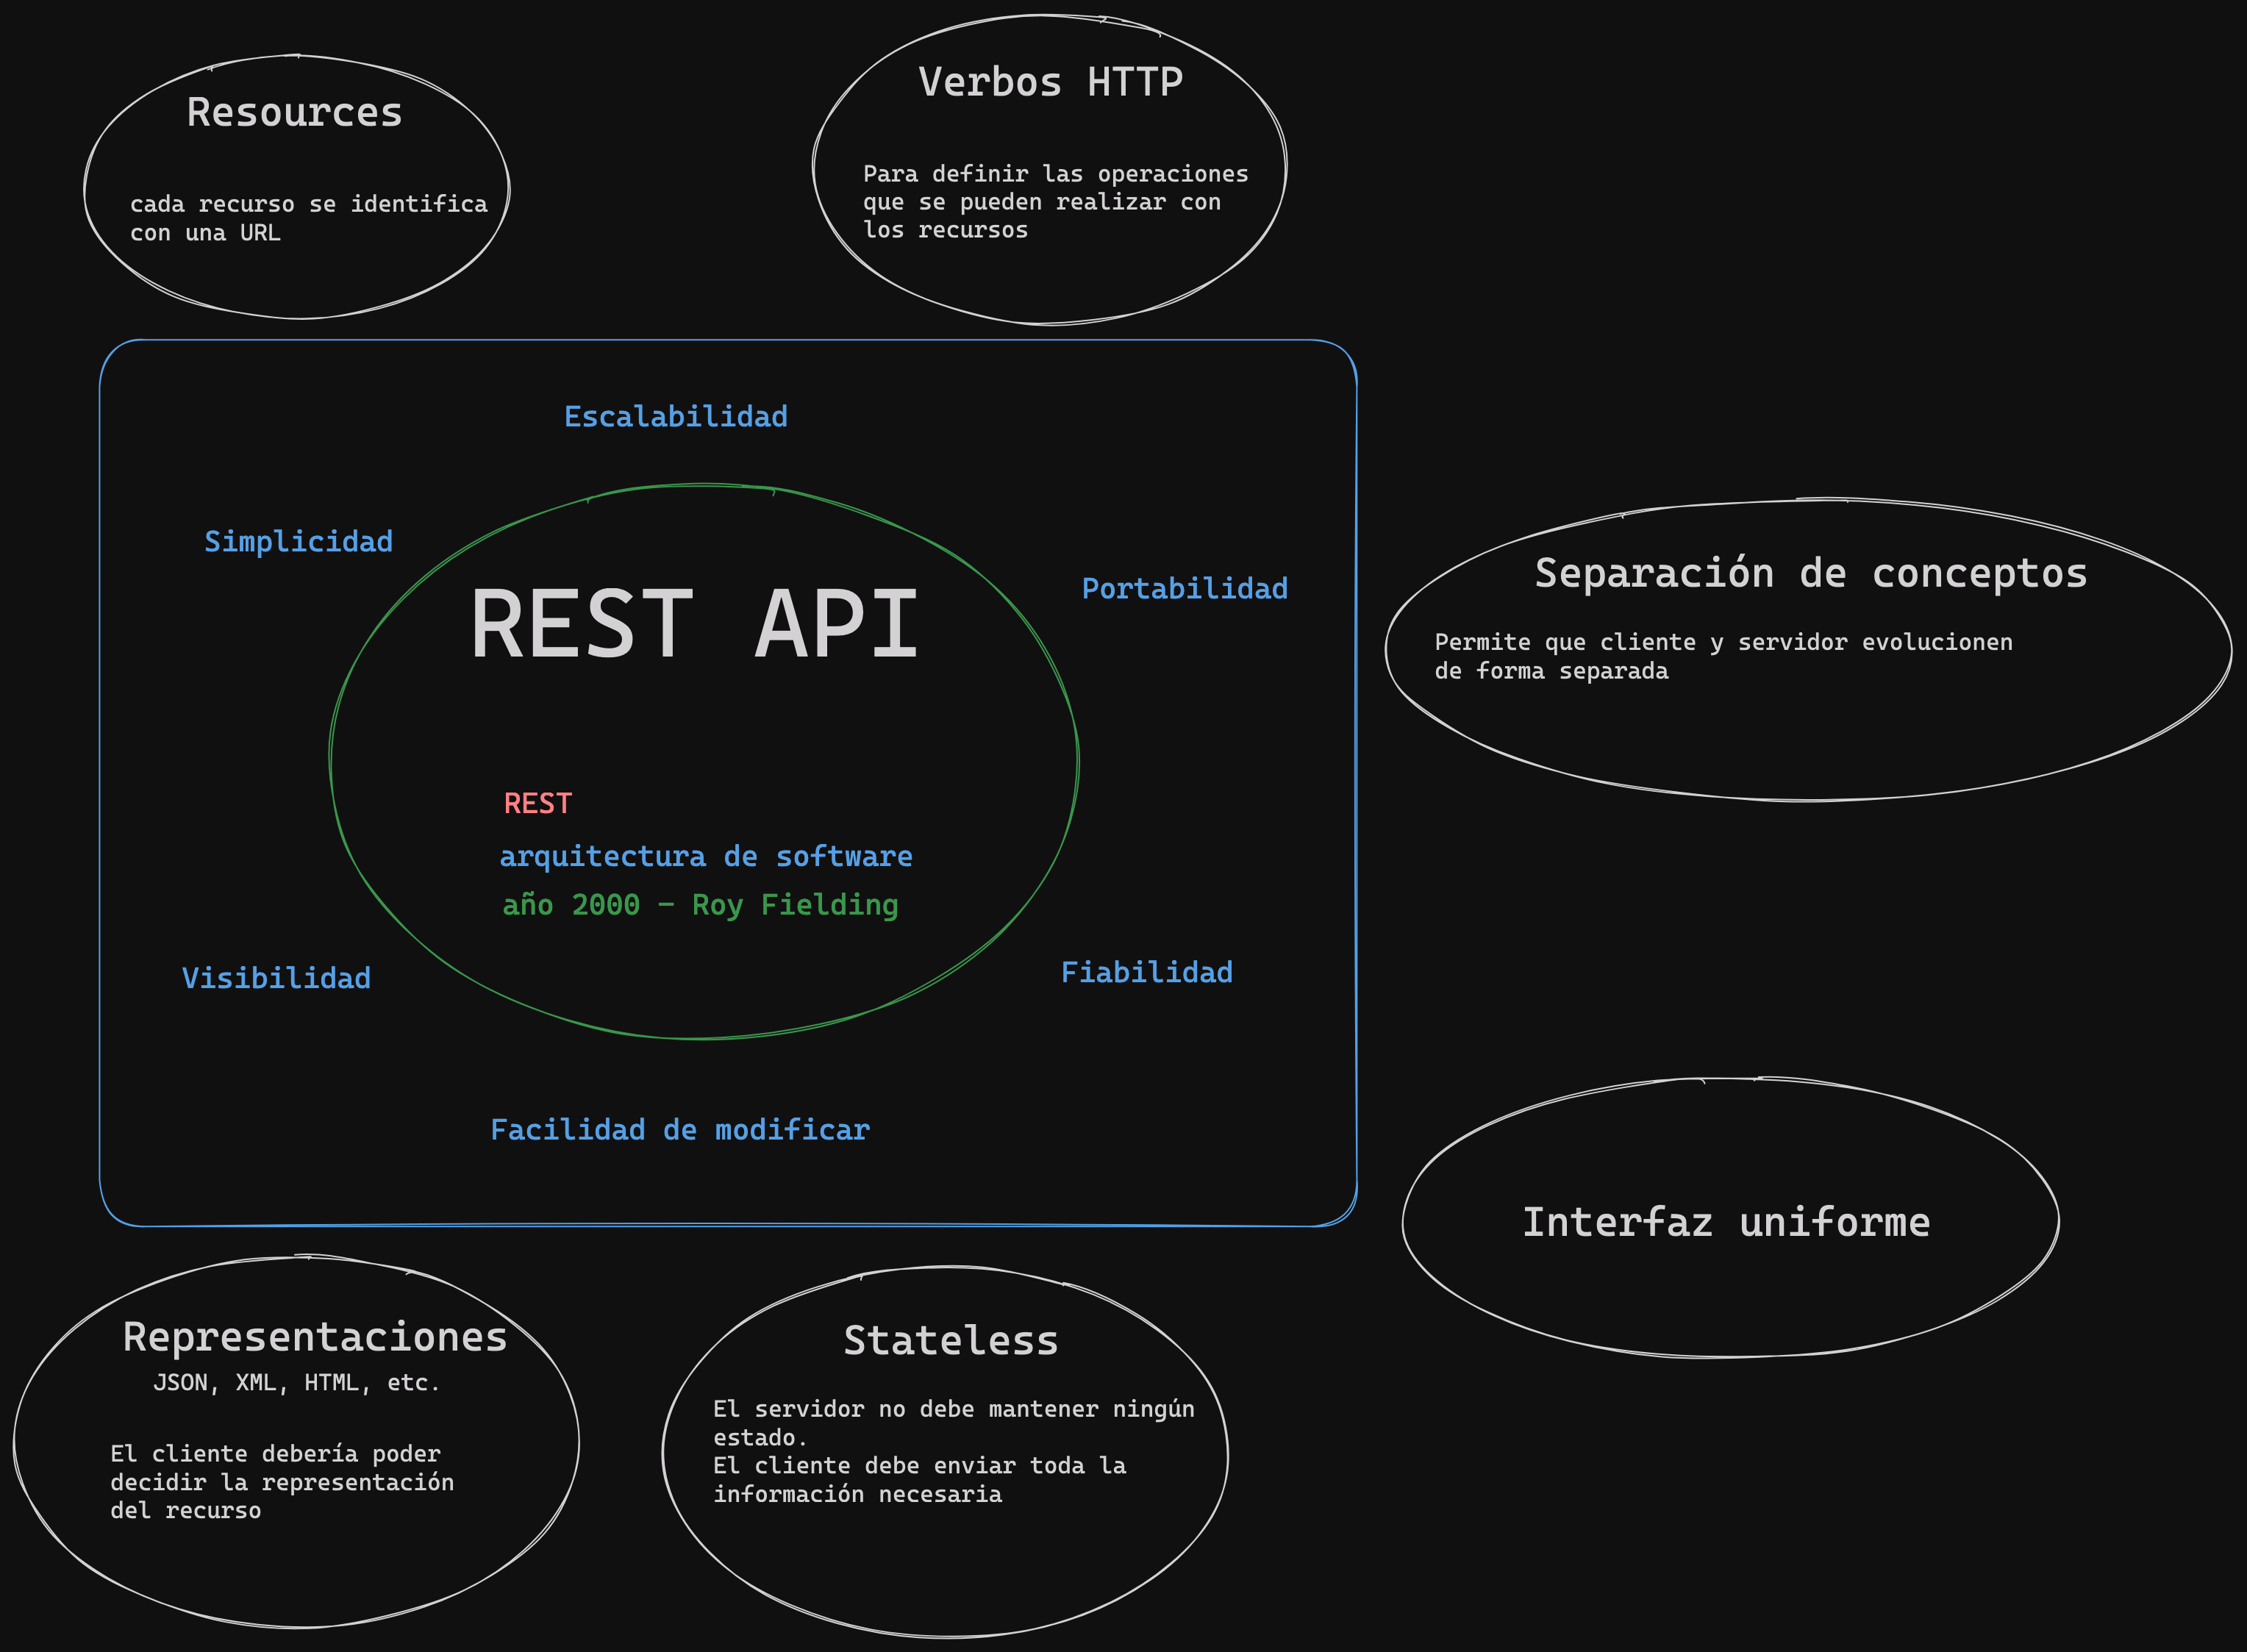 Resources
cada recurso se identifica
con una URL
Verbos HTTP
Para definir las operaciones
que se pueden realizar con
los recursos
Escalabilidad
Simplicidad
Portabilidad
REST API
REST
arquitectura de software
año 2000 - Roy Fielding
Visibilidad
Fiabilidad
Facilidad de modificar
Separación de conceptos
Permite que cliente y servidor evolucionen
de forma separada
Interfaz uniforme
Representaciones
JSON, XML, HTML, etc.
El cliente debería poder
decidir la representación
del recurso
Stateless
El servidor no debe mantener ningún
estado.
El cliente debe enviar toda la
información necesaria